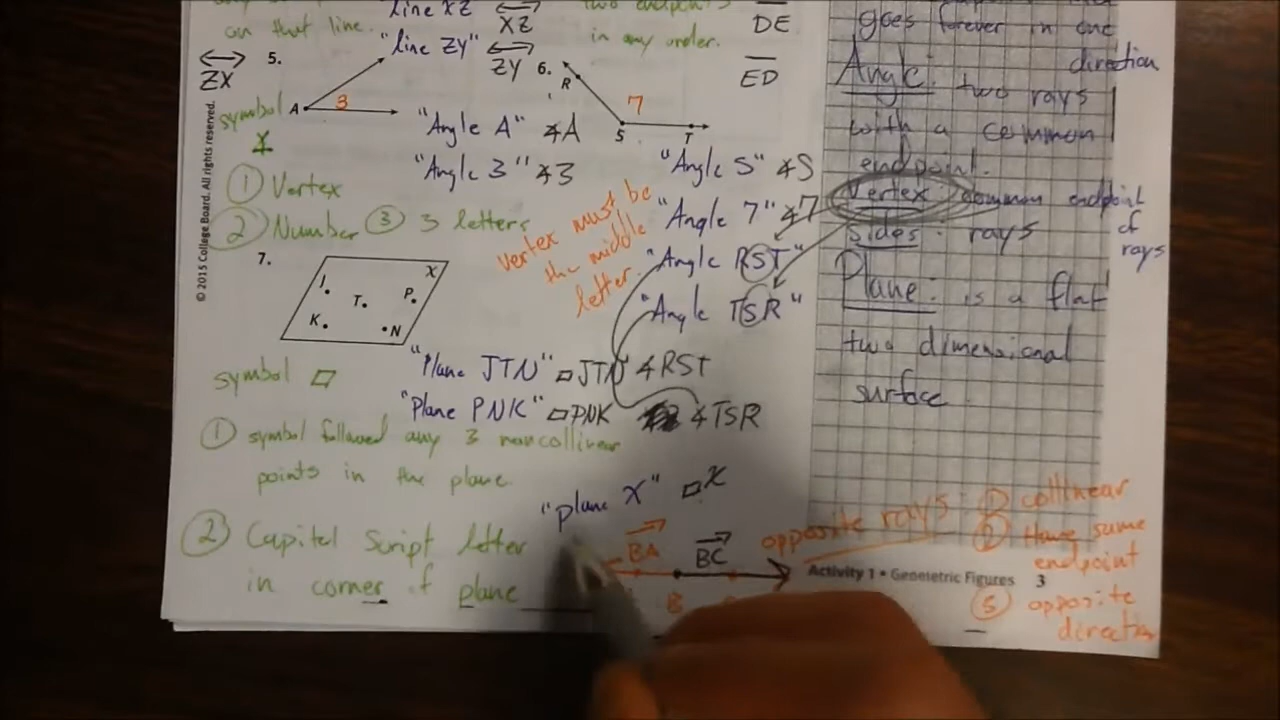 line XZ
XZ
two endpoints
DE
on that line.
"line ZY"
ZY
in any order.
ED
ZX
5.
A
3
6.
R
7
S
T
symbol
∡
"Angle A" ∡A
"Angle 3" ∡3
"Angle S" ∡S
"Angle 7" ∡7
"Angle RST"
"Angle TSR"
∡RST
∡TSR
① Vertex
② Number ③ 3 letters
vertex must be
the middle
letter.
© 2015 College Board. All rights reserved.
7.
J
X
T
P
K
N
symbol ▱
"Plane JTN" ▱JTN
"Plane PNK" ▱PNK
① symbol followed any 3 noncollinear
points in the plane.
"plane X" ▱X
② Capital Script letter
in corner of plane
BA
BC
B
opposite rays: ① collinear
② Have same
endpoint
③ opposite
direction
goes forever in one
direction
Angle: two rays
with a common
endpoint.
Vertex common endpoint
of
rays
sides: rays
Plane: is a flat
two dimensional
surface
Activity 1 • Geometric Figures 3